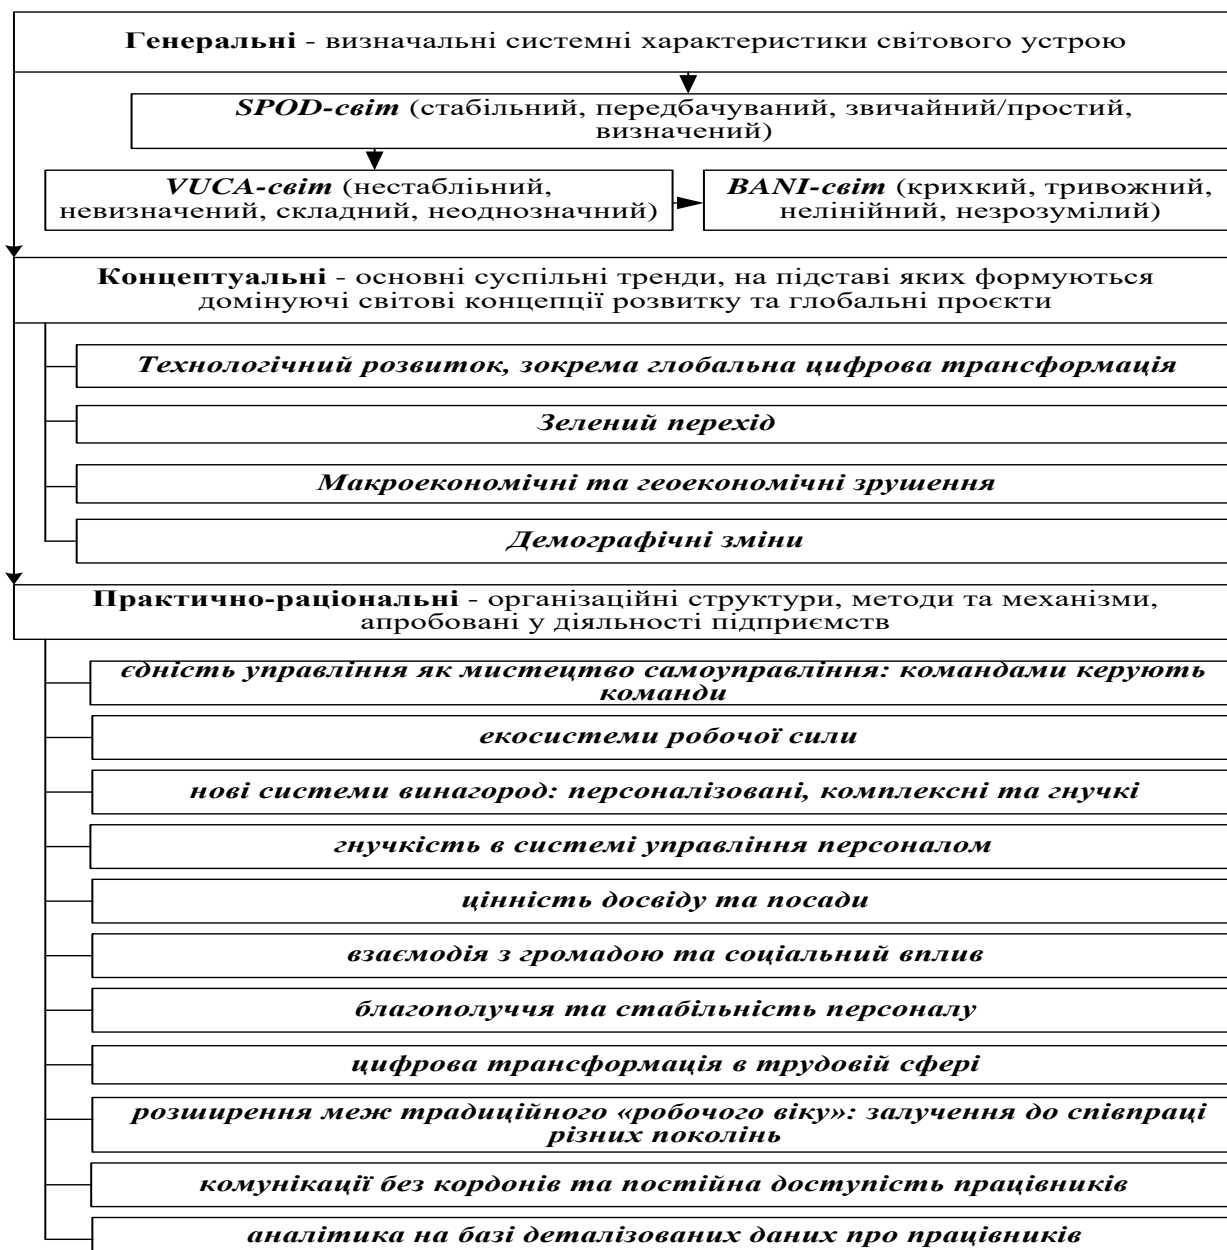 Генеральні - визначальні системні характеристики світового устрою
SPOD-світ (стабільний, передбачуваний, звичайний/простий,
визначений)
VUCA-світ (нестабліьний,
невизначений, складний, неоднозначний)
BANI-світ (крихкий, тривожний,
нелінійний, незрозумілий)
Концептуальні - основні суспільні тренди, на підставі яких формуються
домінуючі світові концепції розвитку та глобальні проєкти
Технологічний розвиток, зокрема глобальна цифрова трансформація
Зелений перехід
Макроекономічні та геоекономічні зрушення
Демографічні зміни
Практично-раціональні - організаційні структури, методи та механізми,
апробовані у діяльності підприємств
єдність управління як мистецтво самоуправління: командами керують
команди
екосистеми робочої сили
нові системи винагород: персоналізовані, комплексні та гнучкі
гнучкість в системі управління персоналом
цінність досвіду та посади
взаємодія з громадою та соціальний вплив
благополуччя та стабільність персоналу
цифрова трансформація в трудовій сфері
розширення меж традиційного «робочого віку»: залучення до співпраці
різних поколінь
комунікації без кордонів та постійна доступість працівників
аналітика на базі деталізованих даних про працівників